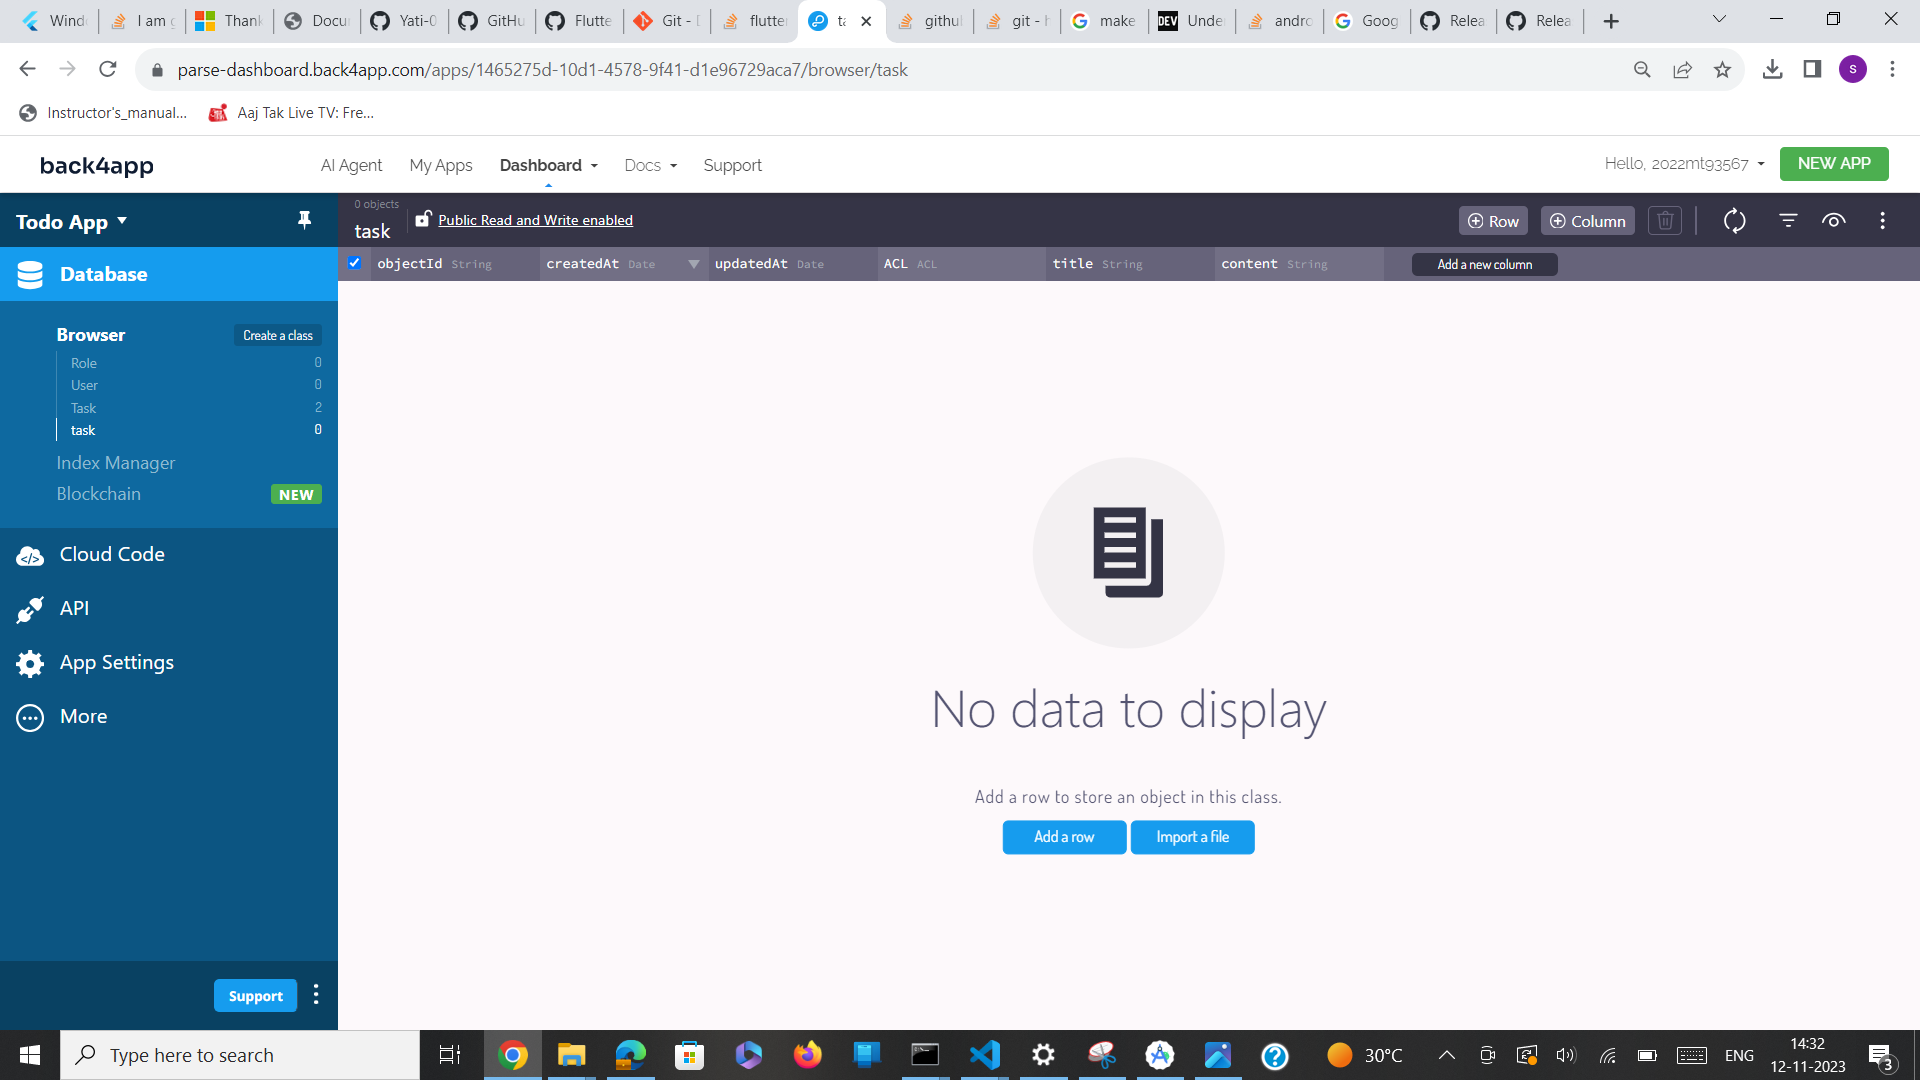 Wind
I am g
Thank
Docu
Yati-0
GitHu
Flutte
Git - D
flutter
ta
githul
git - h
make
DEV
Under
andro
Goog
Relea
Relea
parse-dashboard.back4app.com/apps/1465275d-10d1-4578-9f41-d1e96729aca7/browser/task
s
Instructor's_manual...
Aaj Tak Live TV: Fre...
back4app
AI Agent
My Apps
Dashboard
Docs
Support
Hello, 2022mt93567
NEW APP
Todo App
0 objects
task
Public Read and Write enabled
Row
Column
Database
objectId String
createdAt Date
updatedAt Date
ACL ACL
title String
content String
Add a new column
Browser
Create a class
Role 0
User 0
Task 2
task 0
Index Manager
Blockchain
NEW
Cloud Code
API
App Settings
More
No data to display
Add a row to store an object in this class.
Add a row
Import a file
Support
Type here to search
30°C
ENG
14:32
12-11-2023
3